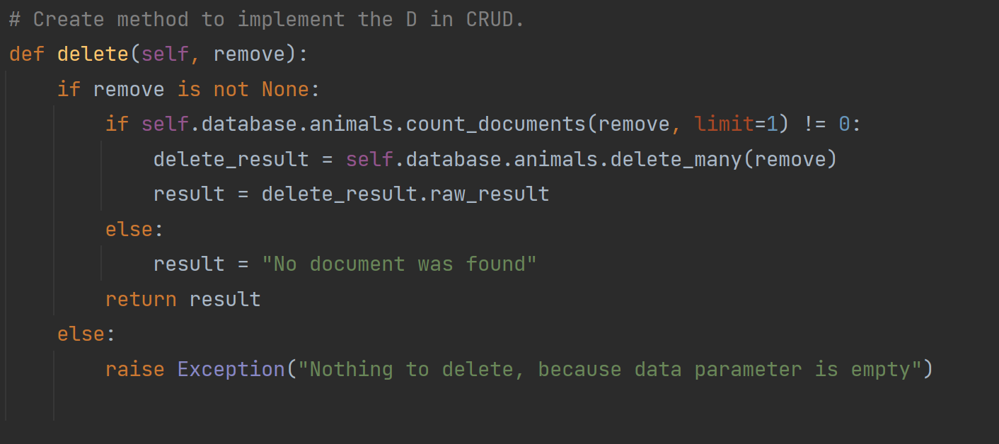 # Create method to implement the D in CRUD.
def delete(self, remove):
    if remove is not None:
        if self.database.animals.count_documents(remove, limit=1) != 0:
            delete_result = self.database.animals.delete_many(remove)
            result = delete_result.raw_result
        else:
            result = "No document was found"
        return result
    else:
        raise Exception("Nothing to delete, because data parameter is empty")